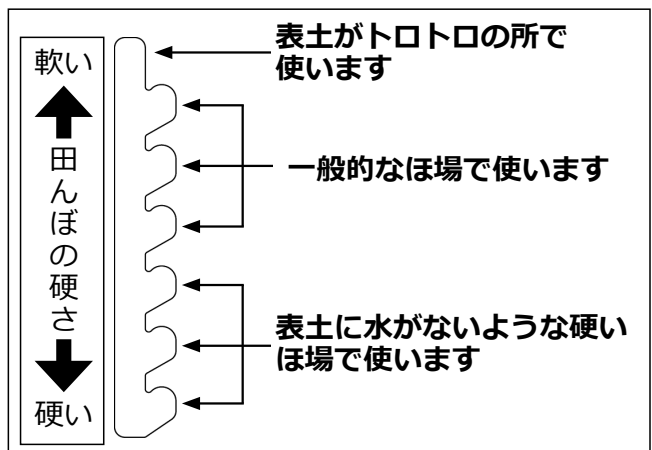 軟い
田んぼの硬さ
硬い
表土がトロトロの所で
使います
一般的なほ場で使います
表土に水がないような硬い
ほ場で使います